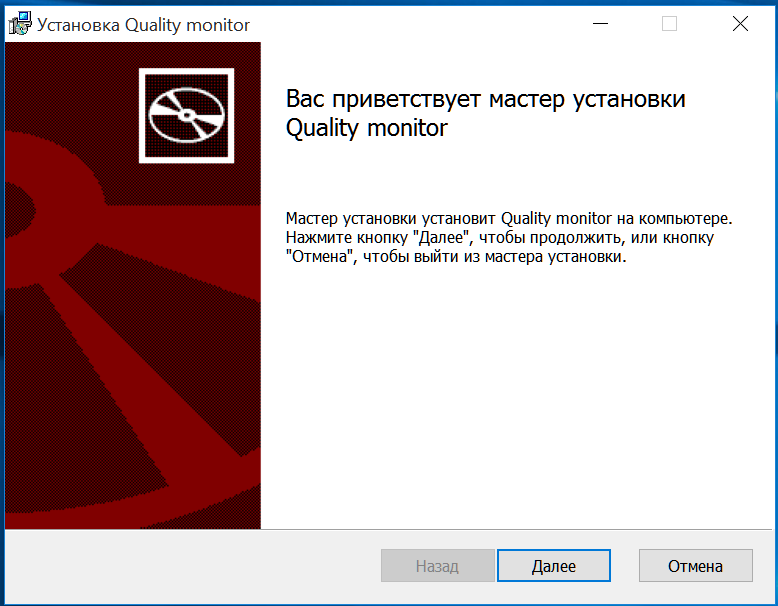 Установка Quality monitor
Вас приветствует мастер установки
Quality monitor
Мастер установки установит Quality monitor на компьютере.
Нажмите кнопку "Далее", чтобы продолжить, или кнопку
"Отмена", чтобы выйти из мастера установки.
Назад
Далее
Отмена